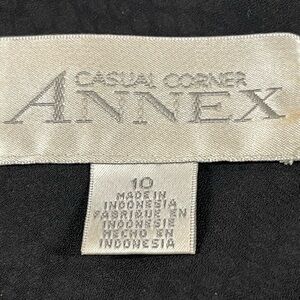 CASUAL CORNER
ANNEX
10
MADE IN
INDONESIA
FABRIQUE EN
INDONESIE
HECHO EN
INDONESIA